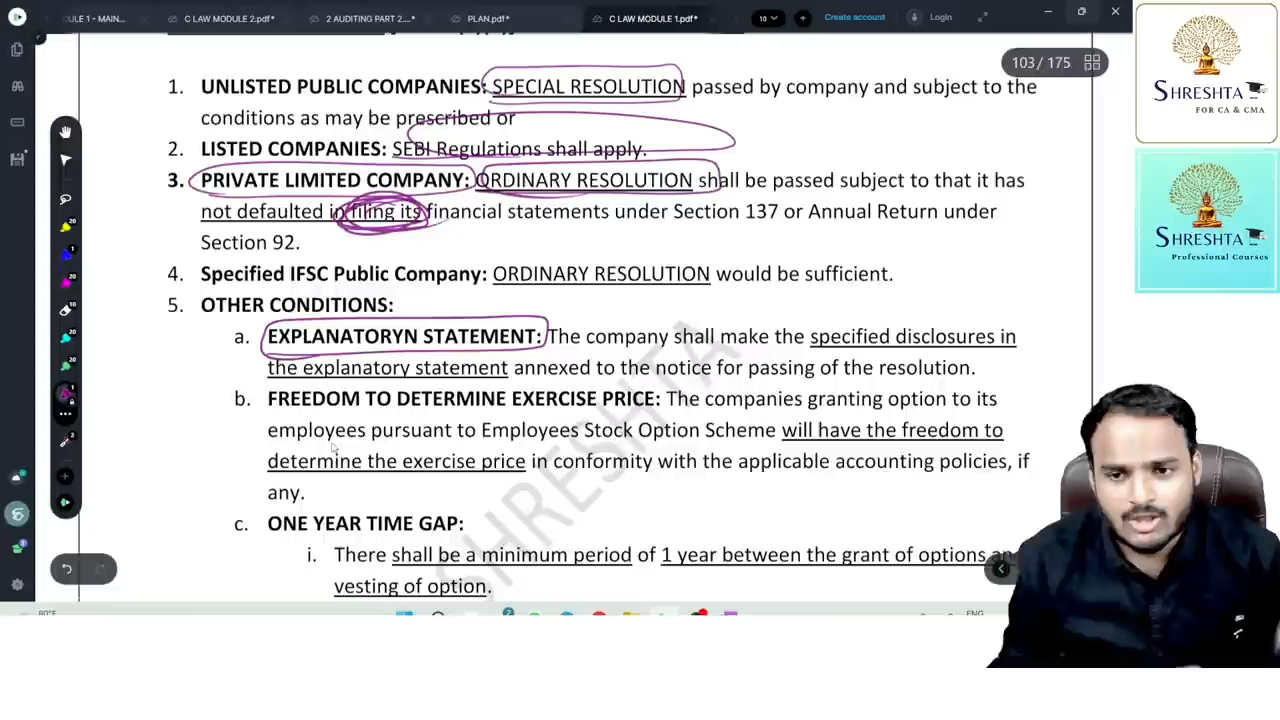 ULE 1 - MAIN...
C LAW MODULE 2.pdf*
2 AUDITING PART 2....*
PLAN.pdf*
C LAW MODULE 1.pdf*
10
Create account
Login
103 / 175
1. UNLISTED PUBLIC COMPANIES: SPECIAL RESOLUTION passed by company and subject to the
conditions as may be prescribed or
2. LISTED COMPANIES: SEBI Regulations shall apply.
3. PRIVATE LIMITED COMPANY: ORDINARY RESOLUTION shall be passed subject to that it has
not defaulted in filing its financial statements under Section 137 or Annual Return under
Section 92.
4. Specified IFSC Public Company: ORDINARY RESOLUTION would be sufficient.
5. OTHER CONDITIONS:
a. EXPLANATORYN STATEMENT: The company shall make the specified disclosures in
the explanatory statement annexed to the notice for passing of the resolution.
b. FREEDOM TO DETERMINE EXERCISE PRICE: The companies granting option to its
employees pursuant to Employees Stock Option Scheme will have the freedom to
determine the exercise price in conformity with the applicable accounting policies, if
any.
c. ONE YEAR TIME GAP:
i. There shall be a minimum period of 1 year between the grant of options an
vesting of option.
SHRESHTA
SHRESHTA
FOR CA & CMA
SHRESHTA
Professional Courses
ENG